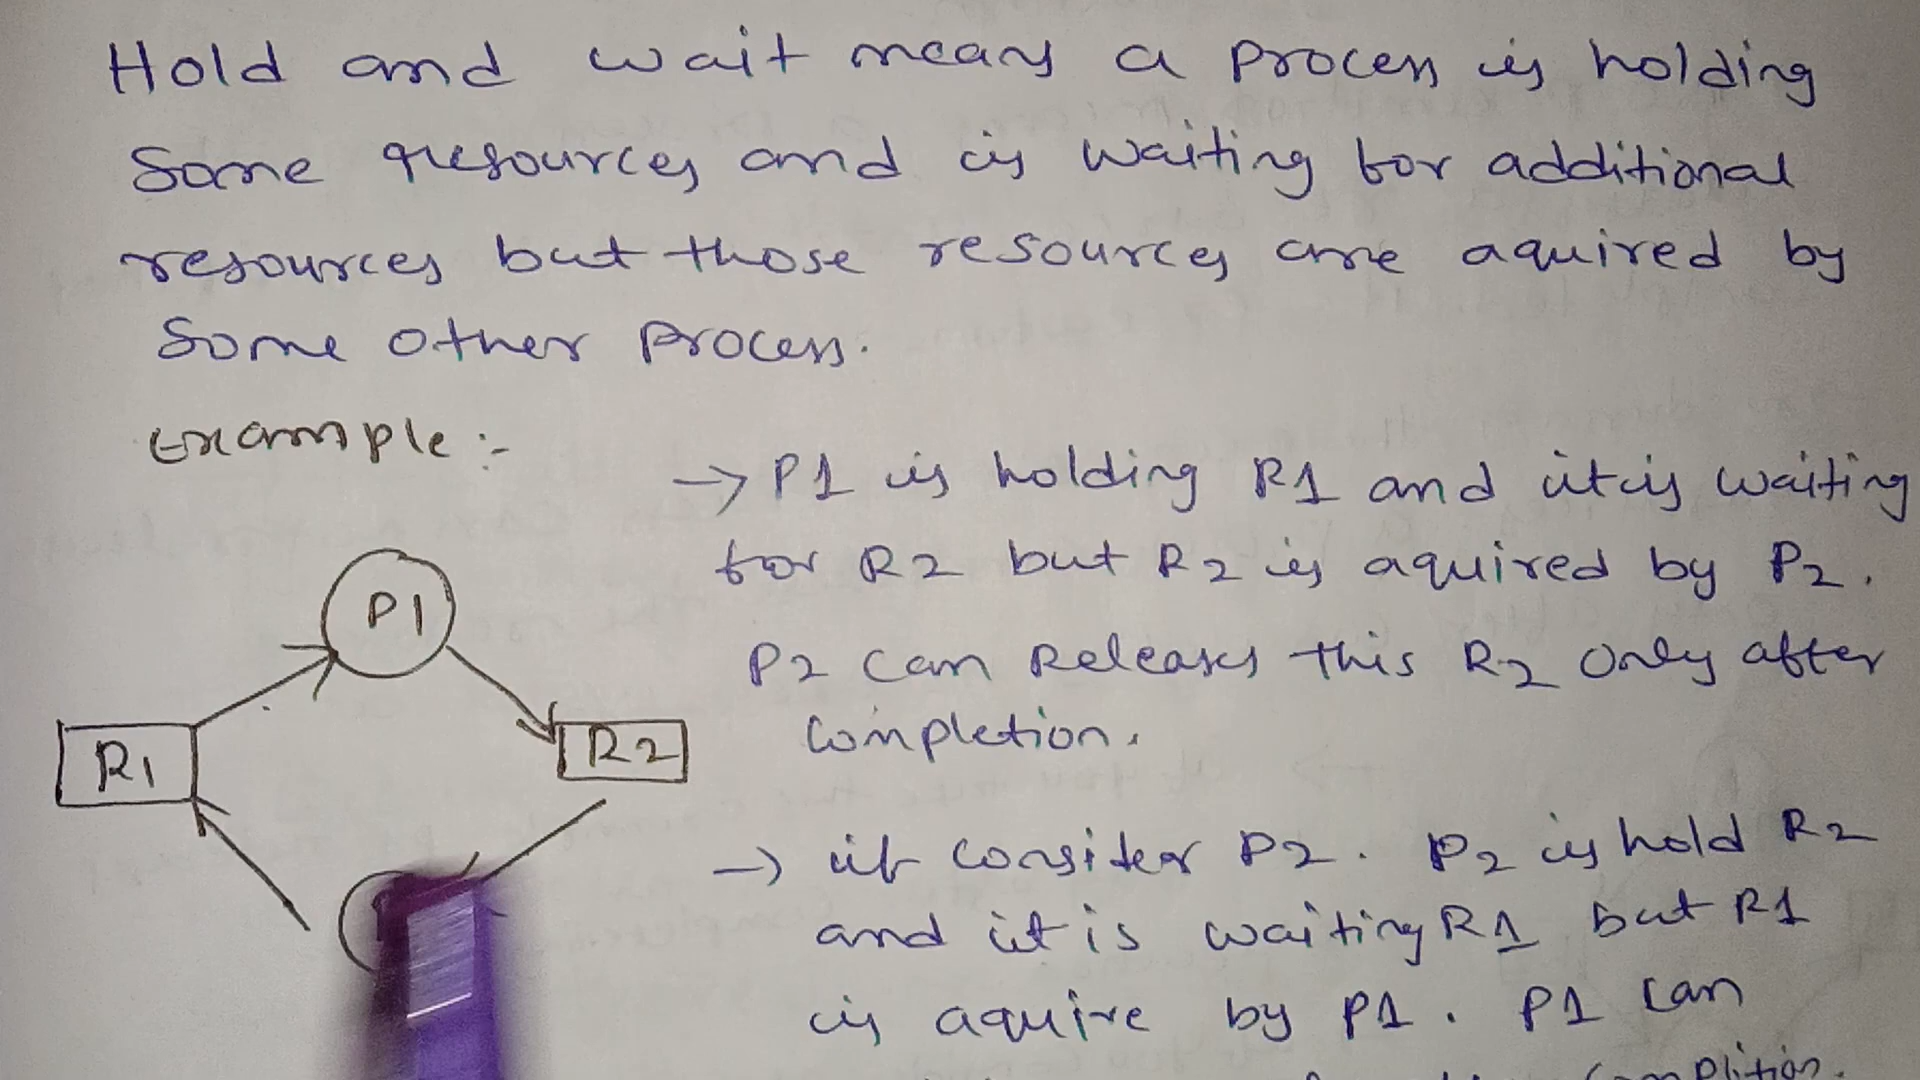 Hold and wait means a process is holding
some resources and is waiting for additional
resources but those resources are aquired by
some other process.
Example :-
→ P1 is holding R1 and it is waiting
for R2 but R2 is aquired by P2.
P2 can Releases this R2 only after
completion.
P1
R1
R2
→ if consider P2. P2 is hold R2
and it is waiting R1 but R1
is aquire by P1. P1 can